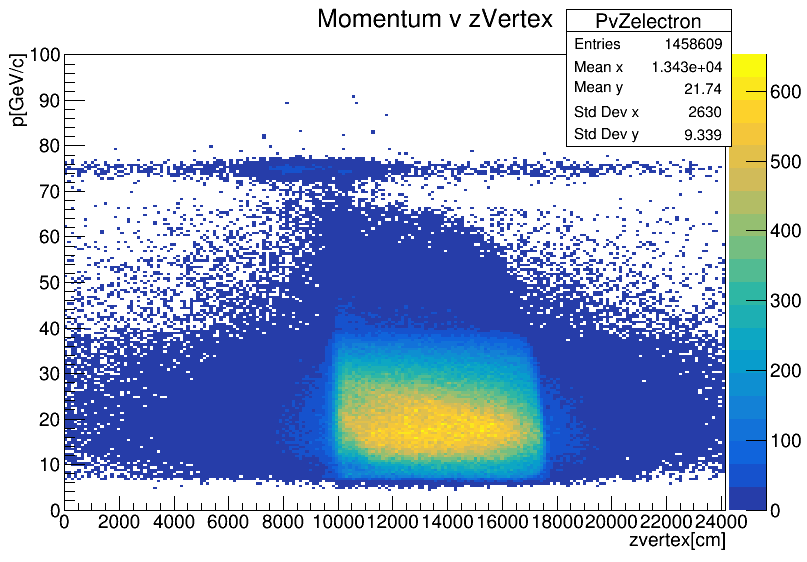 Momentum v zVertex
PvZelectron
Entries 1458609
Mean x 1.343e+04
Mean y 21.74
Std Dev x 2630
Std Dev y 9.339
p[GeV/c]
100
90
80
70
60
50
40
30
20
10
0
0 2000 4000 6000 8000 10000 12000 14000 16000 18000 20000 22000 24000
zvertex[cm]
600
500
400
300
200
100
0